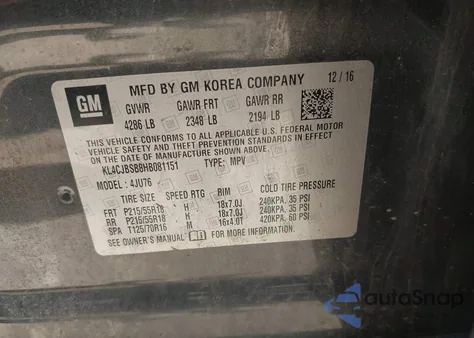 GM
MFD BY GM KOREA COMPANY 12/16
GVWR GAWR FRT GAWR RR
4286 LB 2348 LB 2194 LB
THIS VEHICLE CONFORMS TO ALL APPLICABLE U.S. FEDERAL MOTOR
VEHICLE SAFETY AND THEFT PREVENTION STANDARDS IN EFFECT
ON THE DATE OF MANUFACTURE SHOWN ABOVE.
KL4CJBSB8HB081151 TYPE: MPV
MODEL: 4JU76
TIRE SIZE SPEED RTG RIM COLD TIRE PRESSURE
FRT P215/55R18 H 18x7.0J 240KPA, 35 PSI
RR P215/55R18 H 18x7.0J 240KPA, 35 PSI
SPA T125/70R16 M 16x4.0T 420KPA, 60 PSI
SEE OWNER'S MANUAL FOR MORE INFORMATION.
autoSnap